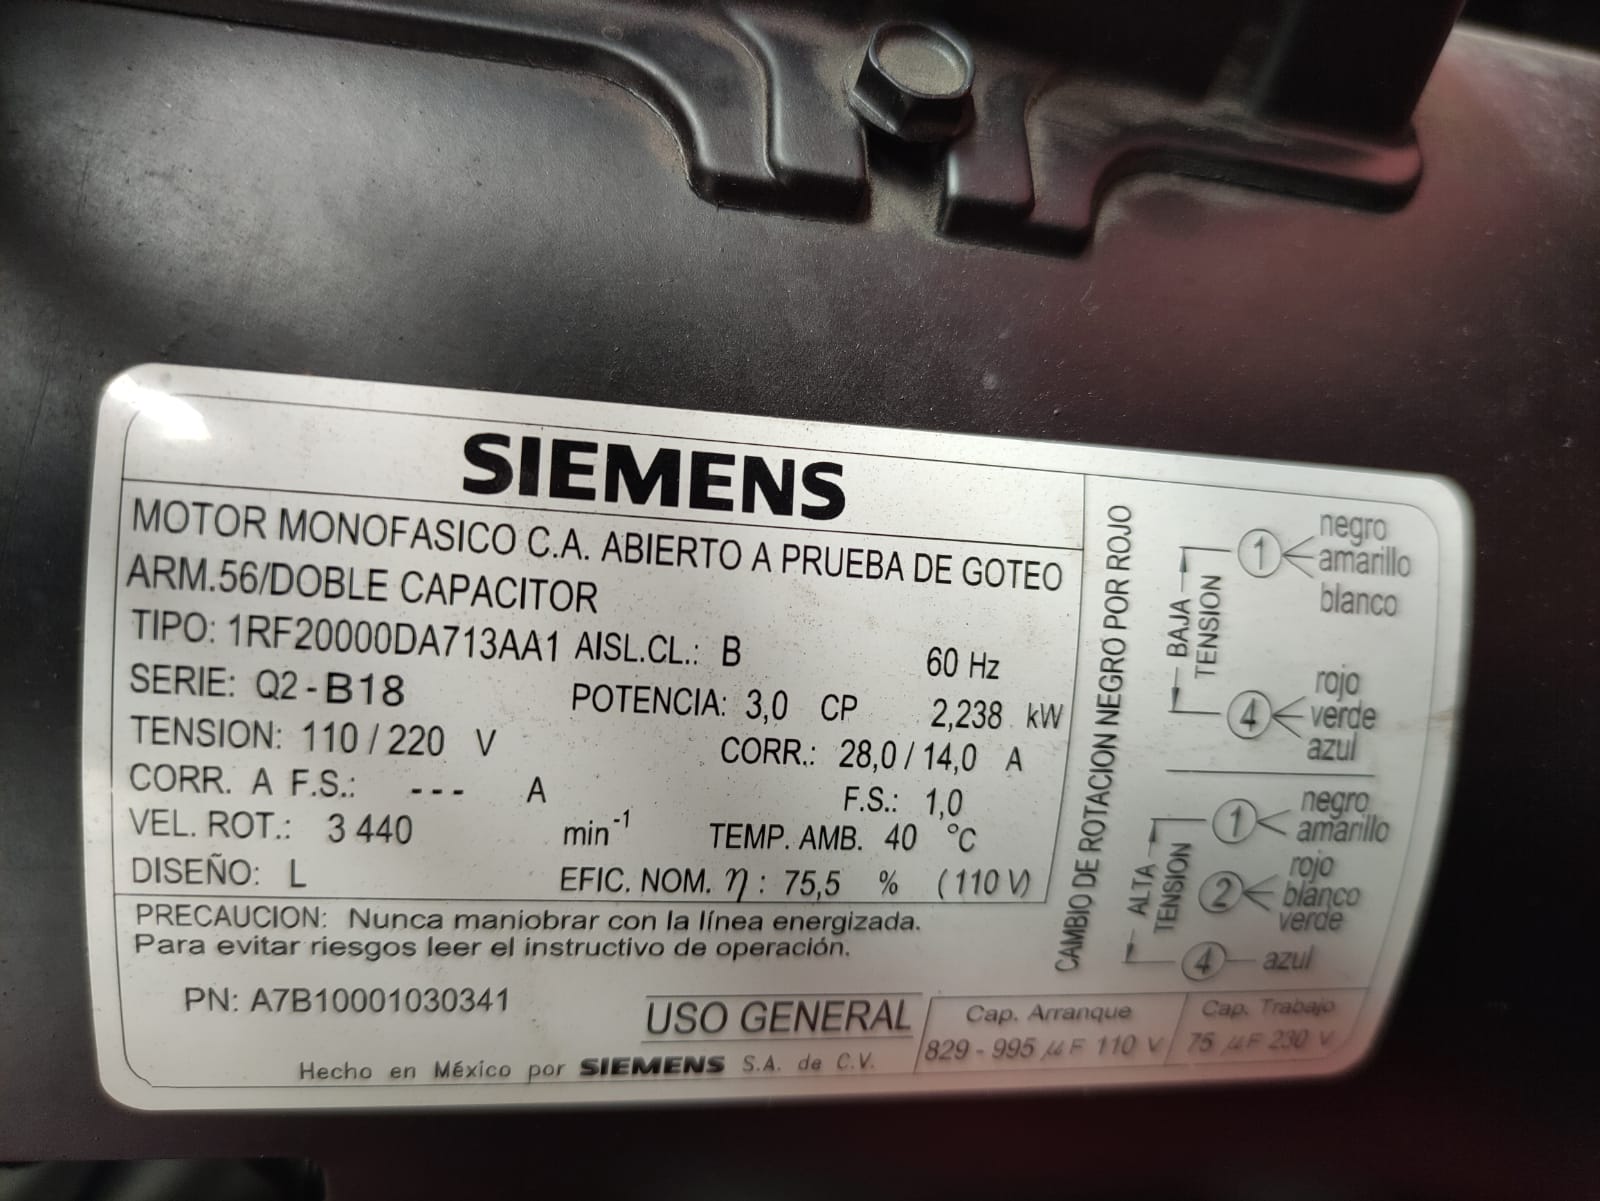 SIEMENS
MOTOR MONOFASICO C.A. ABIERTO A PRUEBA DE GOTEO
ARM.56/DOBLE CAPACITOR
TIPO: 1RF20000DA713AA1 AISL.CL.: B 60 Hz
SERIE: Q2-B18 POTENCIA: 3,0 CP 2,238 kW
TENSION: 110/220 V CORR.: 28,0/14,0 A
CORR. A F.S.: --- A F.S.: 1,0
VEL. ROT.: 3 440 min-1 TEMP. AMB. 40 °C
DISEÑO: L EFIC. NOM. η: 75,5 % (110 V)
PRECAUCION: Nunca maniobrar con la línea energizada.
Para evitar riesgos leer el instructivo de operación.
PN: A7B10001030341
USO GENERAL
Hecho en México por SIEMENS S.A. de C.V.
Cap. Arranque
829-995 µF 110 V
Cap. Trabajo
75 µF 230 V
CAMBIO DE ROTACION NEGRO POR ROJO
BAJA
TENSION
1
negro
amarillo
blanco
4
rojo
verde
azul
ALTA
TENSION
1
negro
amarillo
2
rojo
blanco
verde
4
azul